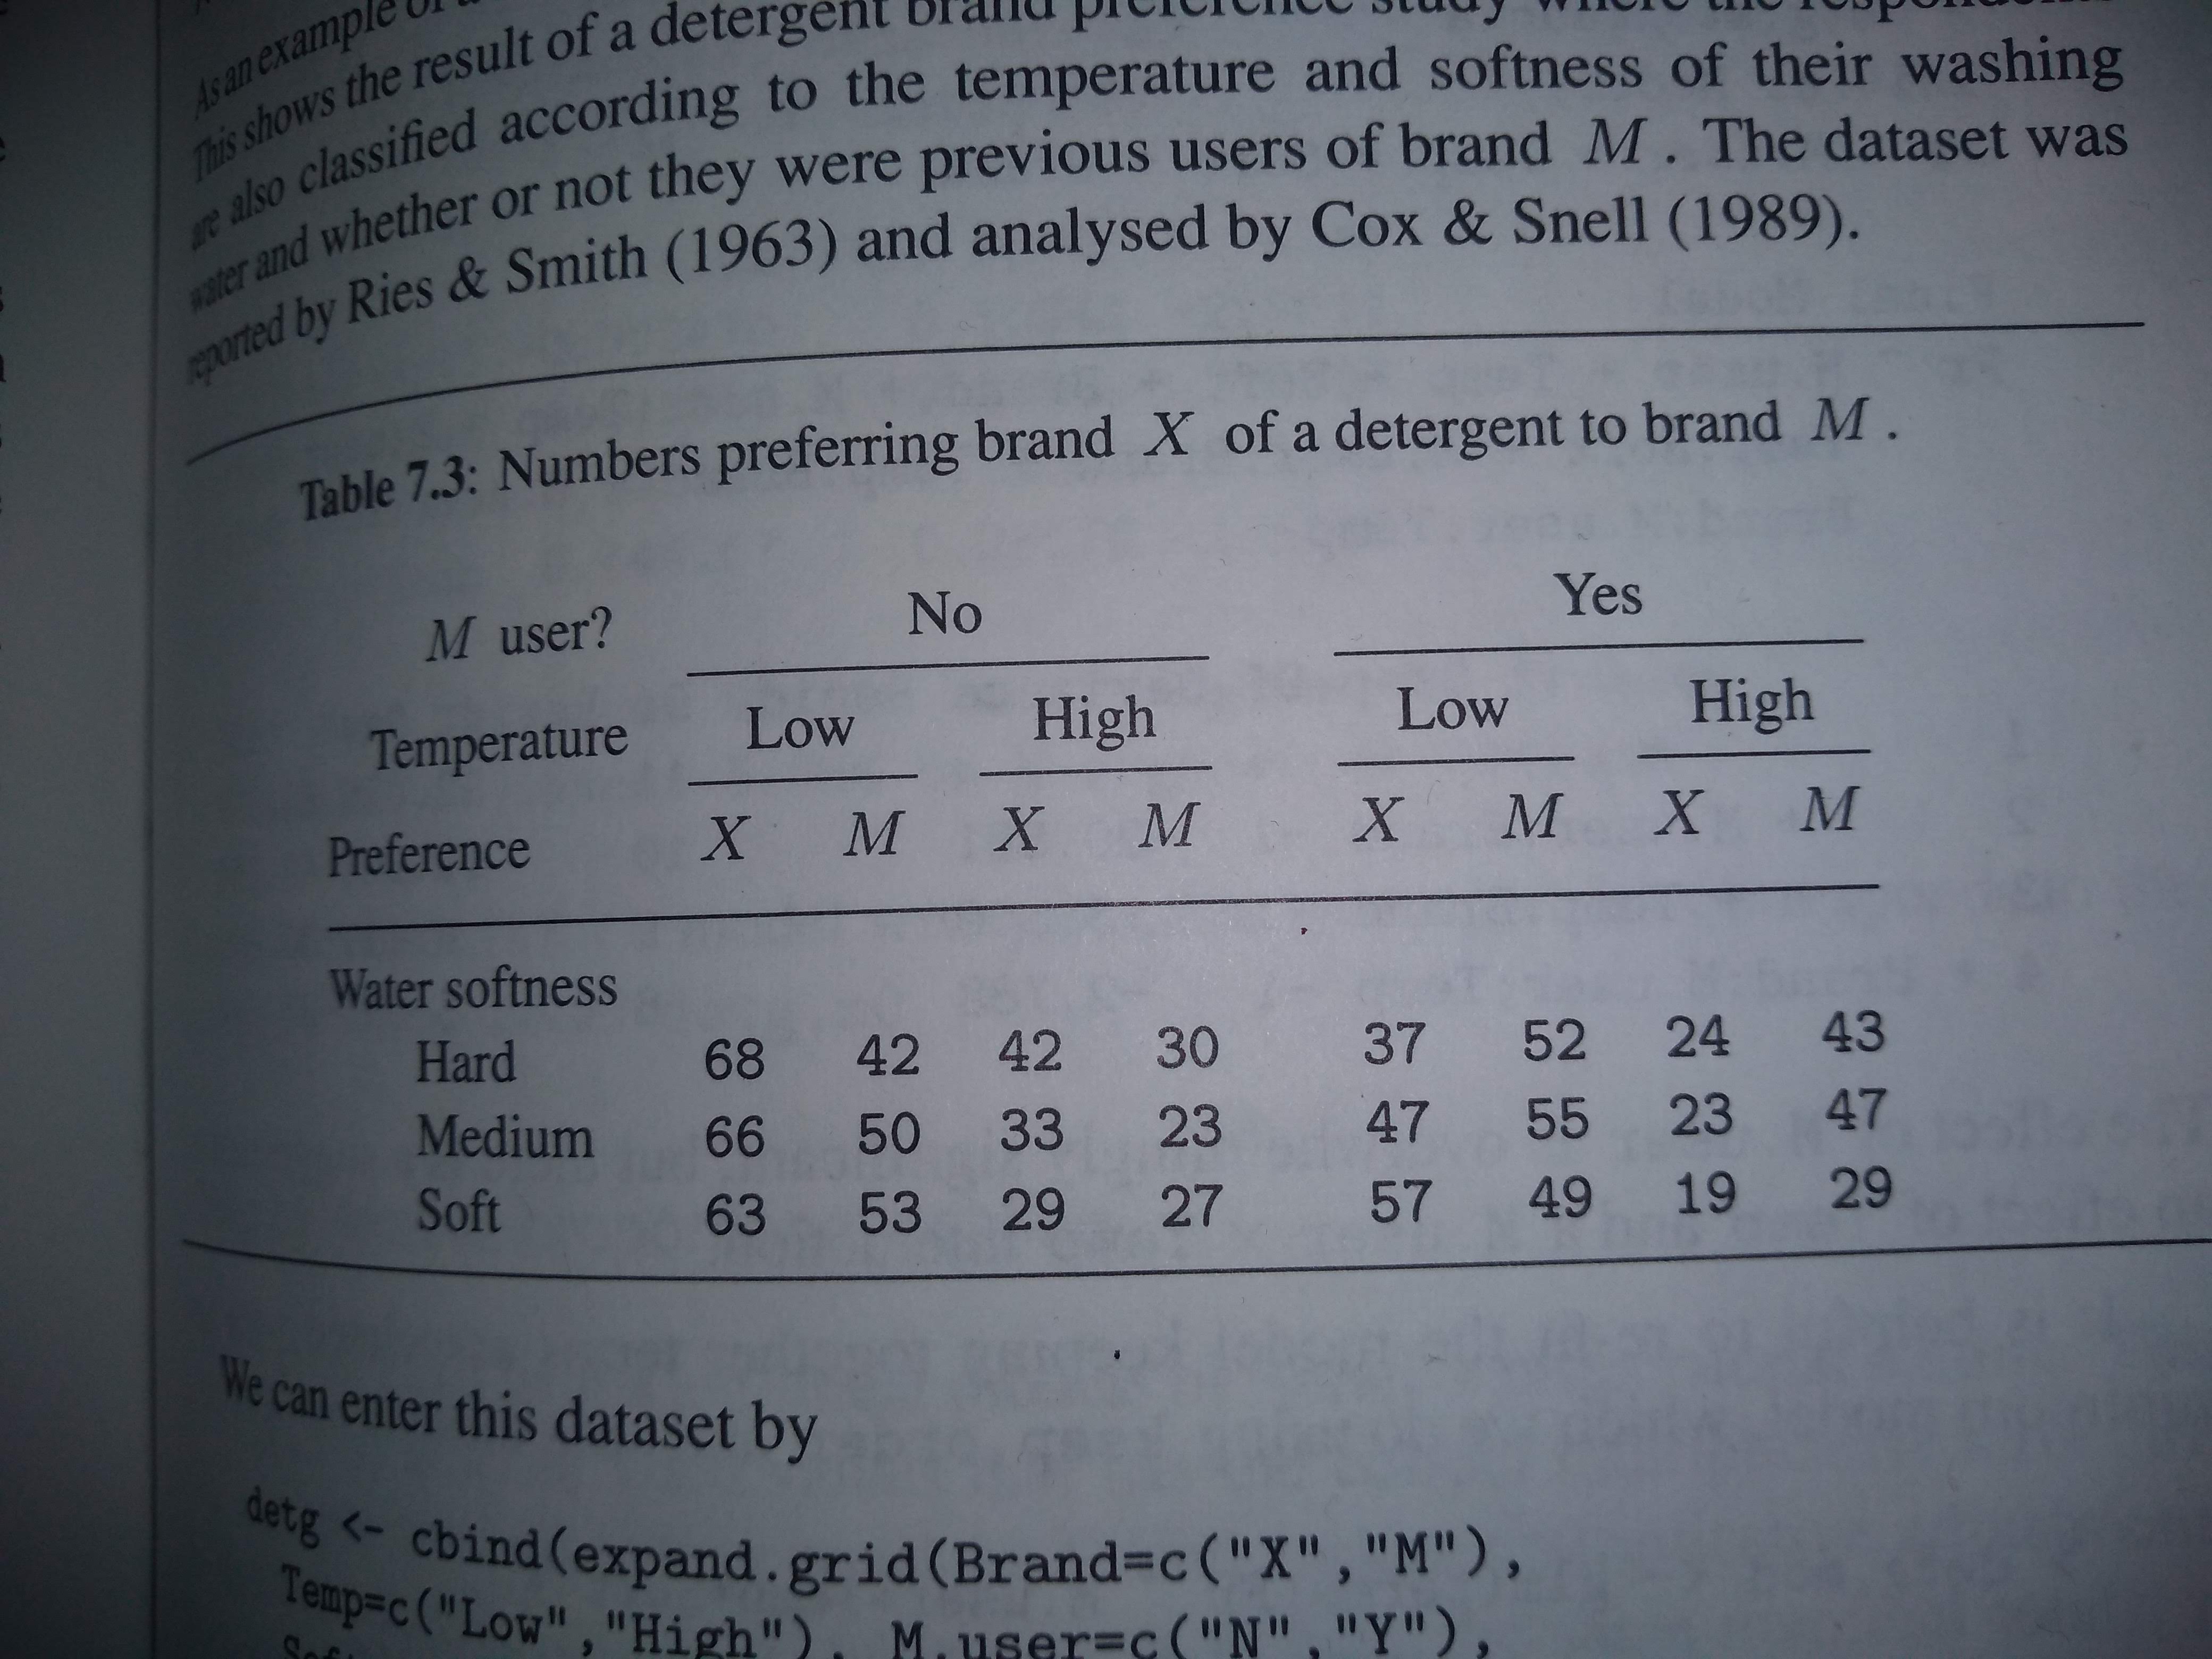 As an example of
This shows the result of a detergent brand preference study where the
are also classified according to the temperature and softness of their washing
water and whether or not they were previous users of brand M. The dataset was
reported by Ries & Smith (1963) and analysed by Cox & Snell (1989).
Table 7.3: Numbers preferring brand X of a detergent to brand M.
M user? No Yes
Temperature Low High Low High
Preference X M X M X M X M
Water softness
Hard 68 42 42 30 37 52 24 43
Medium 66 50 33 23 47 55 23 47
Soft 63 53 29 27 57 49 19 29
We can enter this dataset by
detg <- cbind(expand.grid(Brand=c("X","M"),
Temp=c("Low","High"), M.user=c("N","Y"),